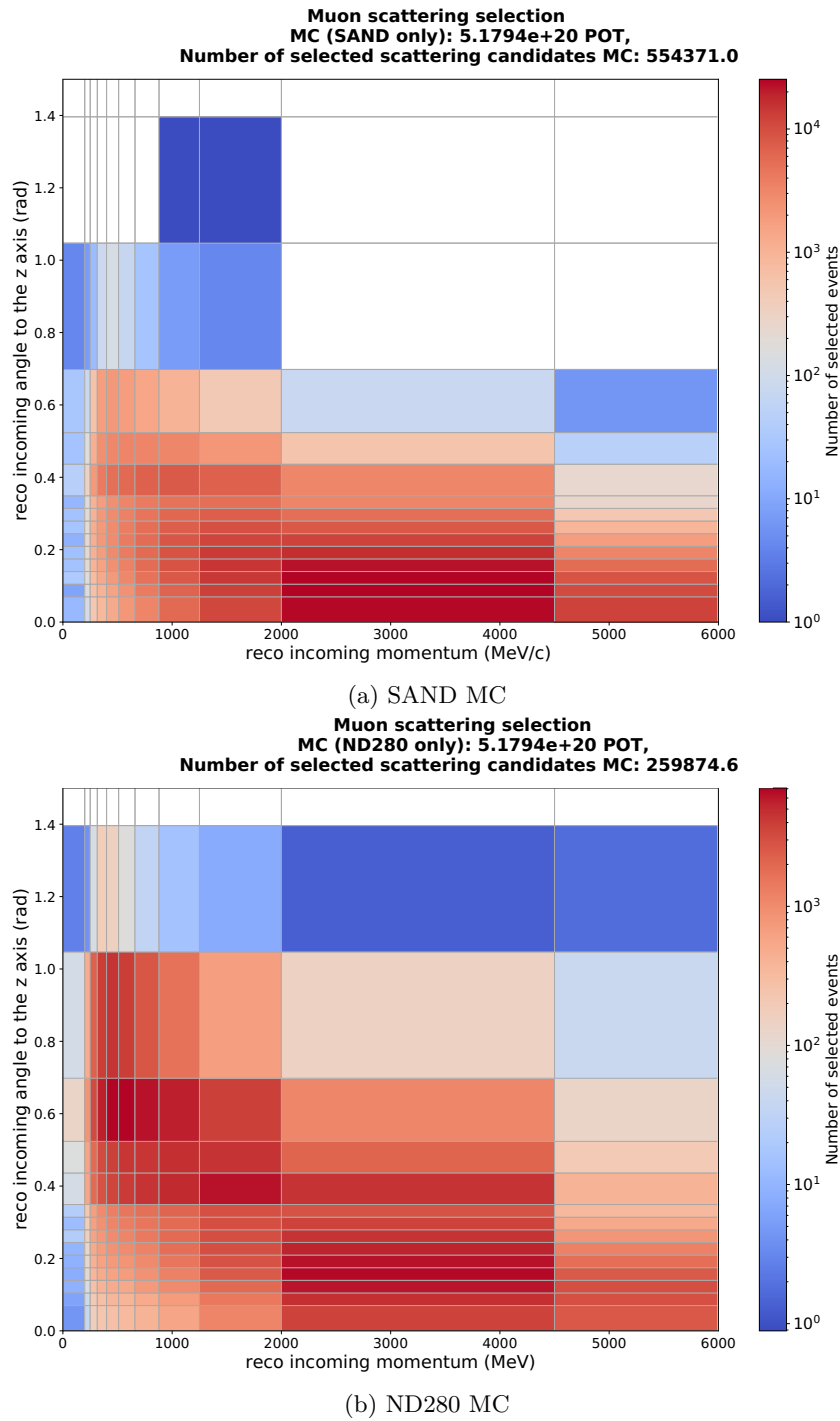 Muon scattering selection
MC (SAND only): 5.1794e+20 POT,
Number of selected scattering candidates MC: 554371.0
1.4
1.2
1.0
0.8
0.6
0.4
0.2
0.0
reco incoming angle to the z axis (rad)
0
1000
2000
3000
4000
5000
6000
reco incoming momentum (MeV/c)
10^4
10^3
10^2
10^1
10^0
Number of selected events
(a) SAND MC
Muon scattering selection
MC (ND280 only): 5.1794e+20 POT,
Number of selected scattering candidates MC: 259874.6
1.4
1.2
1.0
0.8
0.6
0.4
0.2
0.0
reco incoming angle to the z axis (rad)
0
1000
2000
3000
4000
5000
6000
reco incoming momentum (MeV)
10^3
10^2
10^1
10^0
Number of selected events
(b) ND280 MC